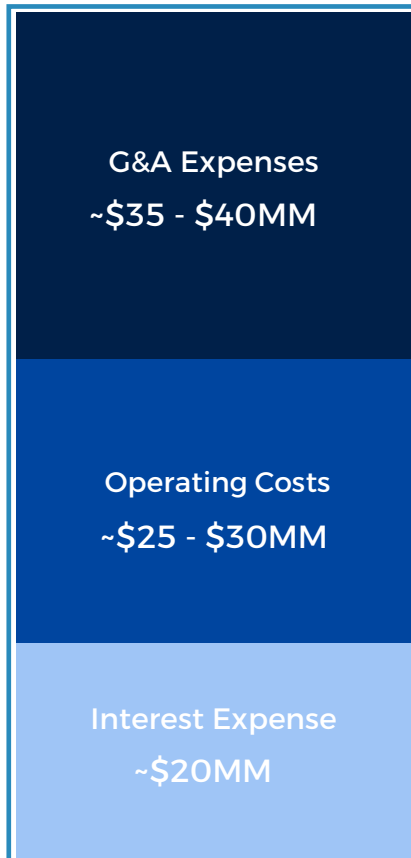 G&A Expenses
~$35 - $40MM
Operating Costs
~$25 - $30MM
Interest Expense
~$20MM